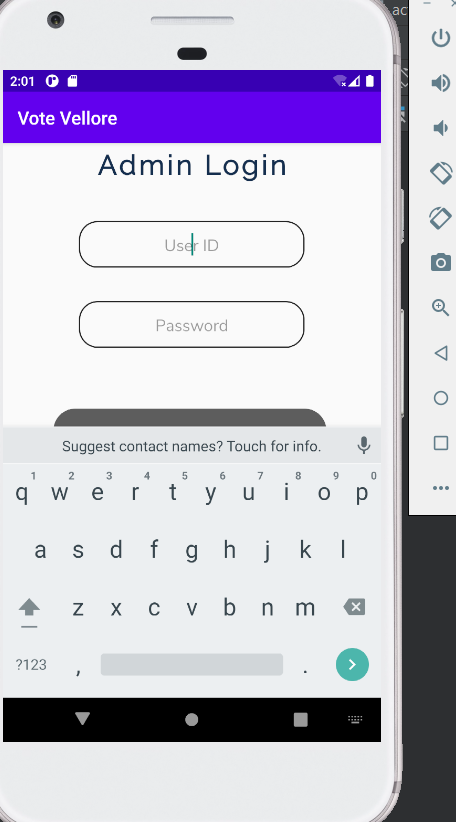 ac
2:01
Vote Vellore
Admin Login
User ID
Password
Suggest contact names? Touch for info.
1 2 3 4 5 6 7 8 9 0
q w e r t y u i o p
a s d f g h j k l
z x c v b n m
?123 , .